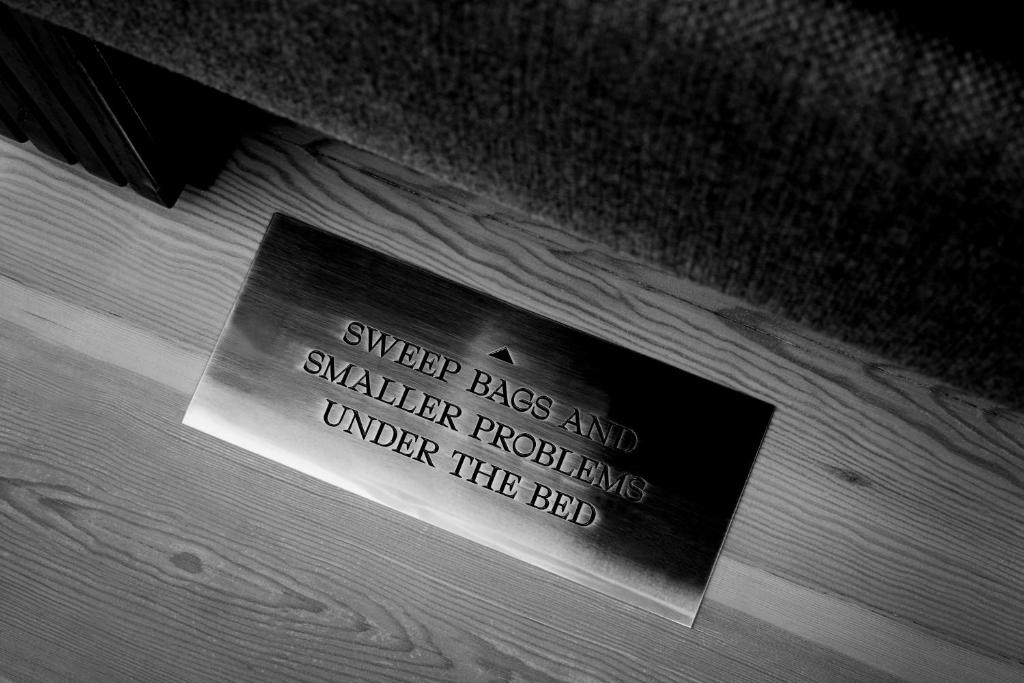 SWEEP BAGS AND
SMALLER PROBLEMS
UNDER THE BED